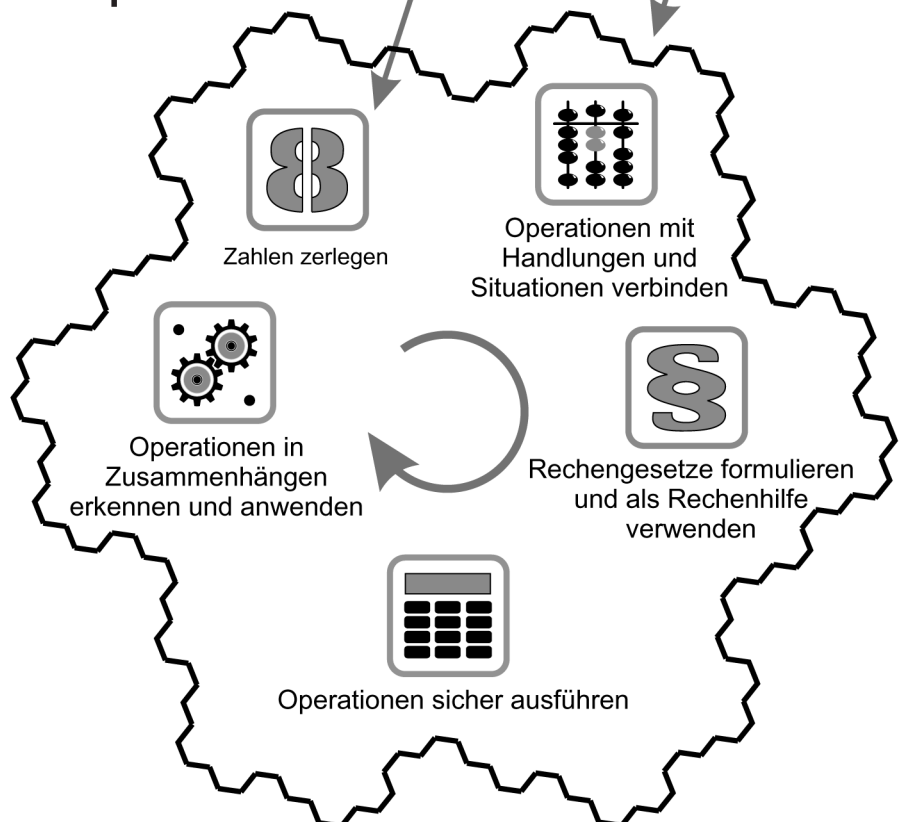 Zahlen zerlegen
Operationen mit
Handlungen und
Situationen verbinden
Rechengesetze formulieren
und als Rechenhilfe
verwenden
Operationen sicher ausführen
Operationen in
Zusammenhängen
erkennen und anwenden
8
§